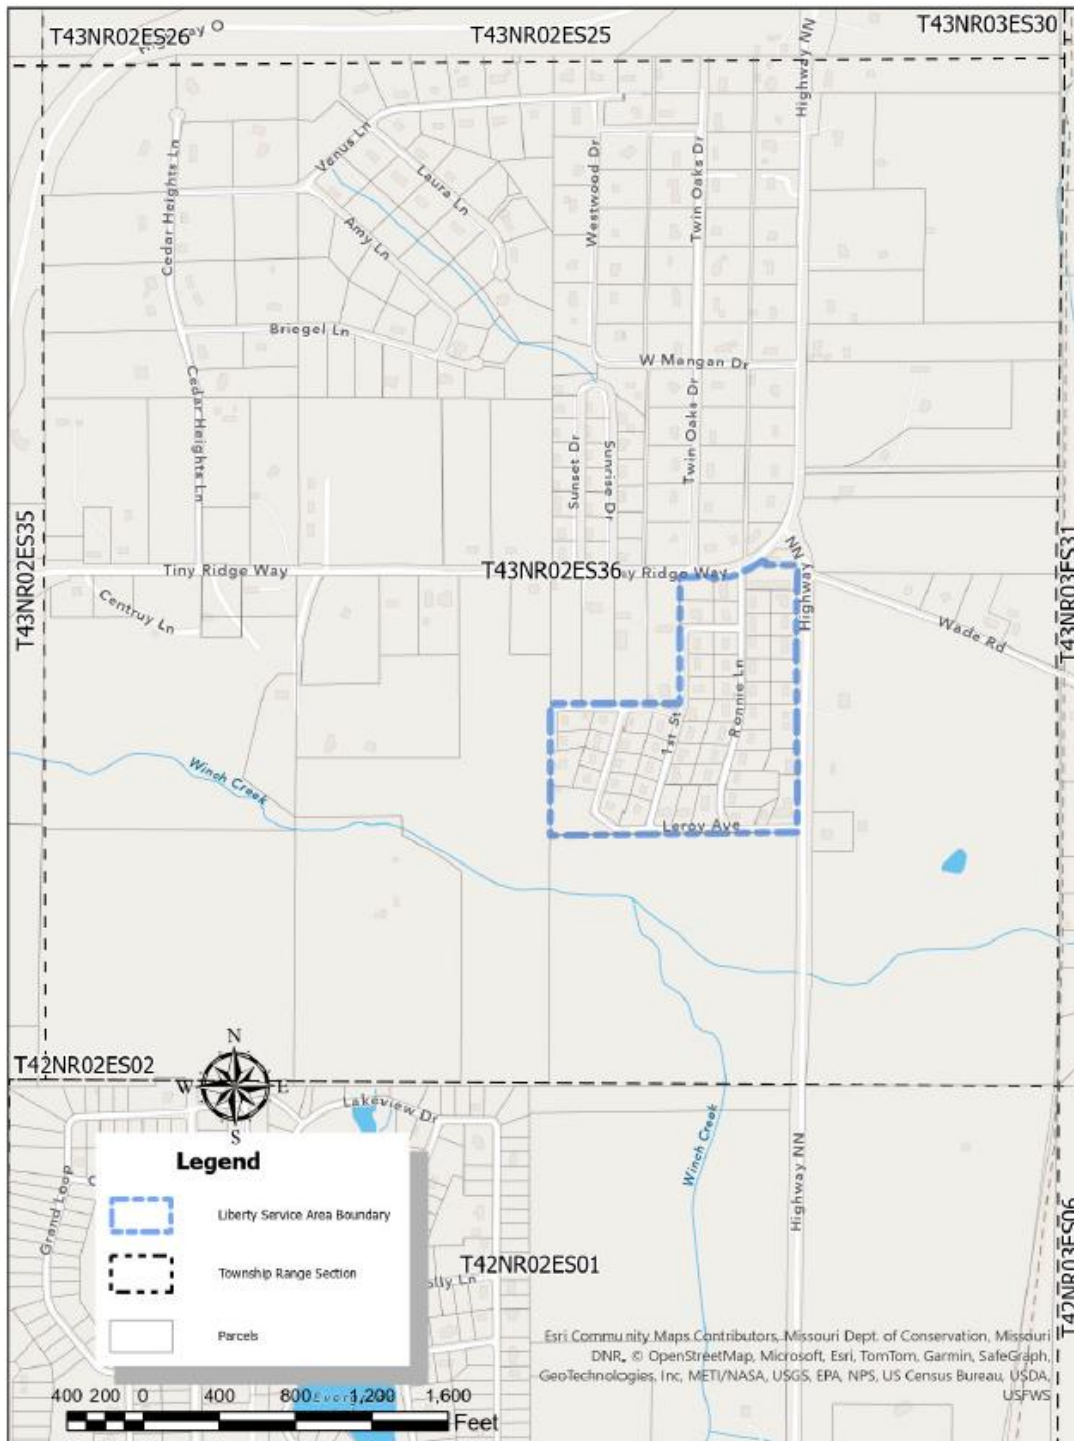 T43NR02ES26
T43NR02ES25
T43NR03ES30
Highway NN
Venus Ln
Laura Ln
Westwood Dr
Twin Oaks Dr
Cedar Heights Ln
Amy Ln
Briegel Ln
W Mangan Dr
Cedar Heights Ln
Twin Oaks Dr
Sunset Dr
Sunrise Dr
T43NR02ES35
T43NR03ES31
NN
Tiny Ridge Way
T43NR02ES36
Ridge Way
Highway
Centruy Ln
Wade Rd
Ronnie Ln
1st St
Winch Creek
Leroy Ave
N
T42NR02ES02
W
E
S
Lakeview Dr
Winch Creek
Highway NN
Grand Loop
Legend
Liberty Service Area Boundary
Township Range Section
Parcels
T42NR02ES01
T42NR03ES06
olly Ln
Esri Community Maps Contributors, Missouri Dept. of Conservation, Missouri
DNR, © OpenStreetMap, Microsoft, Esri, TomTom, Garmin, SafeGraph,
GeoTechnologies, Inc, METI/NASA, USGS, EPA, NPS, US Census Bureau, USDA,
USFWS
400 200 0 400 800 1,200 1,600
Feet